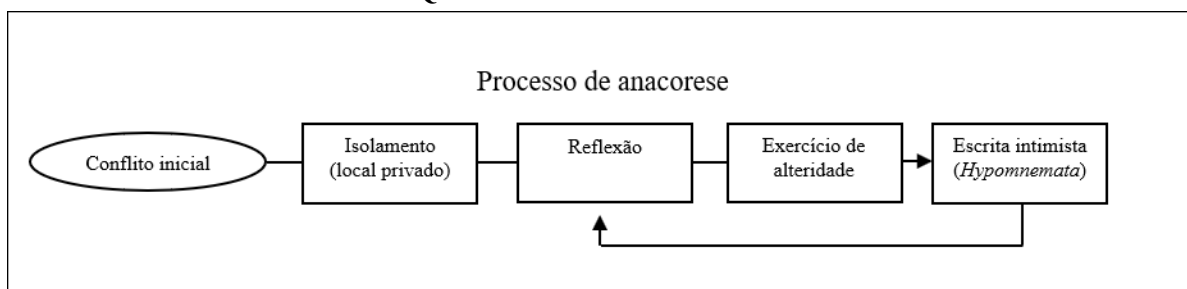 Processo de anacorese
Conflito inicial
Isolamento
(local privado)
Reflexão
Exercício de
alteridade
Escrita intimista
(Hypomnemata)